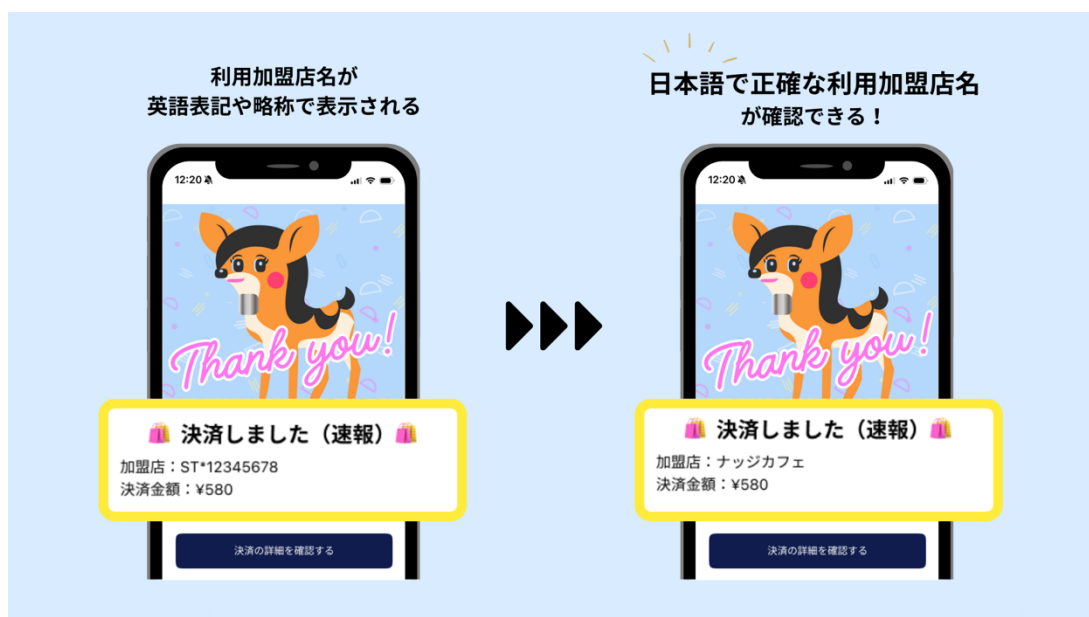 利用加盟店名が
英語表記や略称で表示される
12:20
Thank you!
🛍️ 決済しました（速報）🛍️
加盟店：ST*12345678
決済金額：¥580
決済の詳細を確認する
日本語で正確な利用加盟店名
が確認できる！
12:20
Thank you!
🛍️ 決済しました（速報）🛍️
加盟店：ナッジカフェ
決済金額：¥580
決済の詳細を確認する